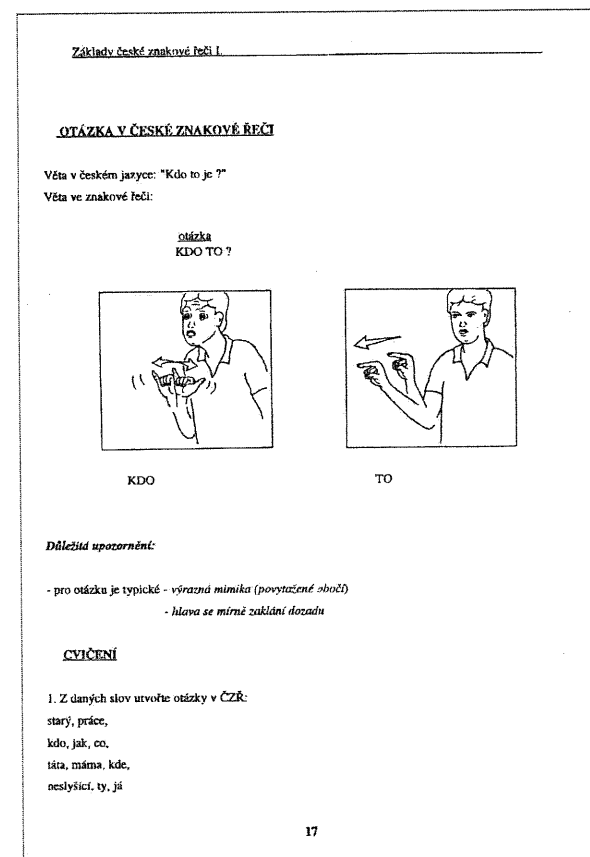 Základy české znakové řeči I.
OTÁZKA V ČESKÉ ZNAKOVÉ ŘEČI
Věta v českém jazyce: "Kdo to je ?"
Věta ve znakové řeči:
otázka
KDO TO ?
KDO TO
Důležitá upozornění:
- pro otázku je typické - výrazná mimika (povytažené obočí)
- hlava se mírně zaklání dozadu
CVIČENÍ
1. Z daných slov utvořte otázky v ČZŘ:
starý, práce,
kdo, jak, co,
táta, máma, kde,
neslyšící, ty, já
17